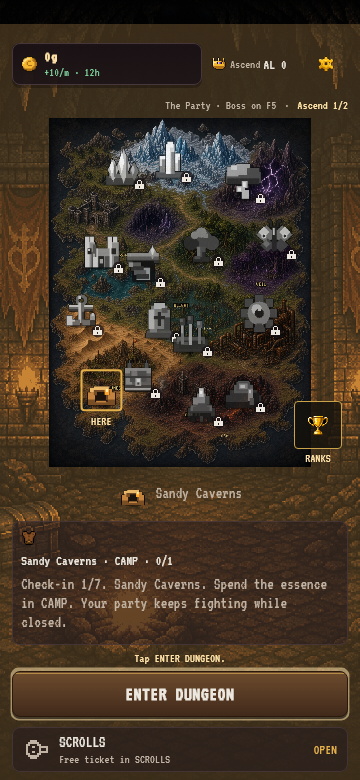 0g
+10/m · 12h
Ascend AL 0
The Party · Boss on F5 · Ascend 1/2
HERE
RANKS
Sandy Caverns
Sandy Caverns · CAMP · 0/1
Check-in 1/7. Sandy Caverns. Spend the essence
in CAMP. Your party keeps fighting while
closed.
Tap ENTER DUNGEON.
ENTER DUNGEON
SCROLLS
Free ticket in SCROLLS
OPEN